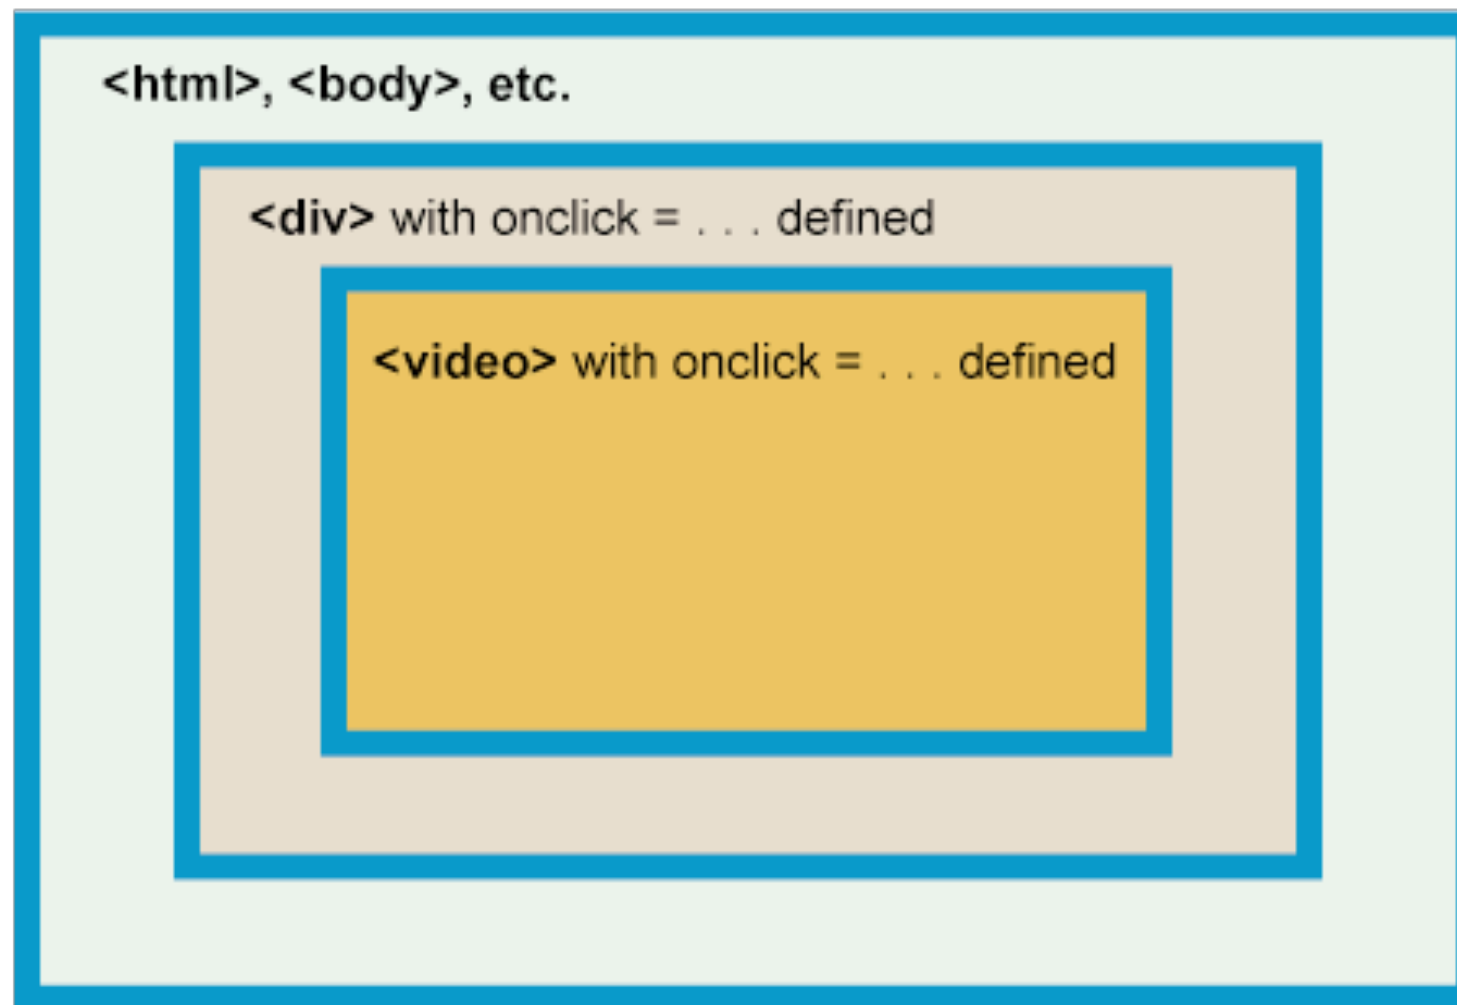 <html>, <body>, etc.
<div> with onclick = . . . defined
<video> with onclick = . . . defined